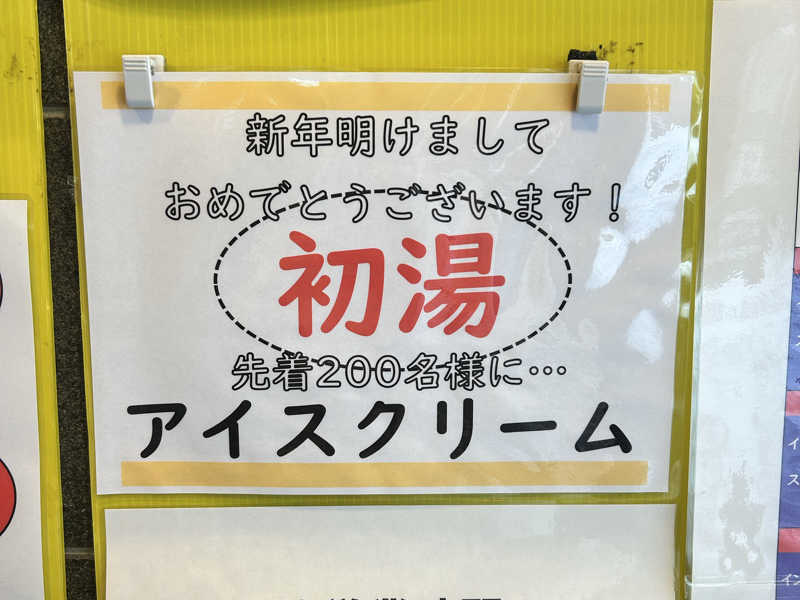 新年明けまして
おめでとうございます！
初湯
先着200名様に…
アイスクリーム